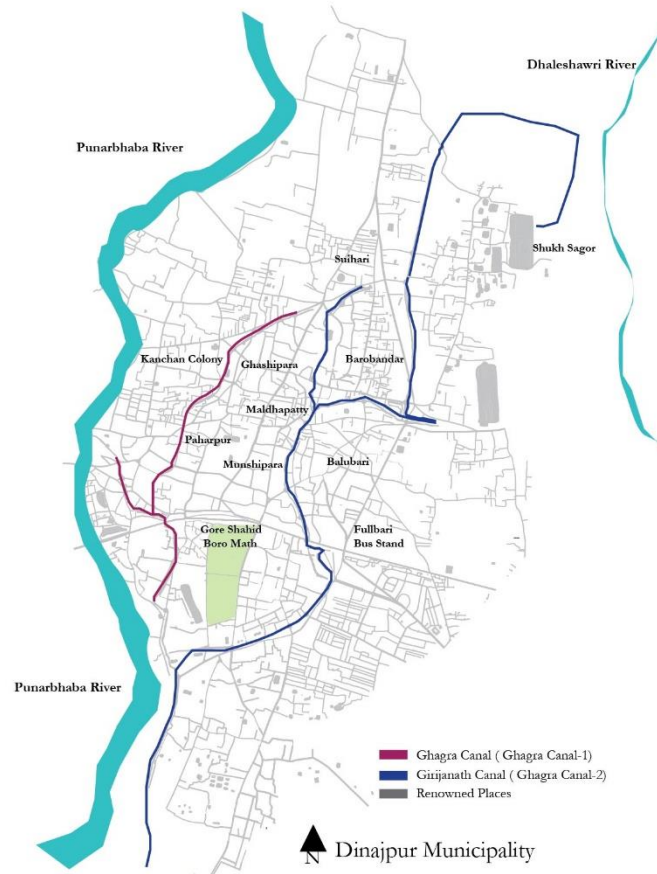 Dhaleshawri River
Punarbhaba River
Shukh Sagor
Suihari
Kanchan Colony
Ghashipara
Barobandar
Maldhapatty
Paharpur
Munshipara
Balubari
Gore Shahid
Boro Math
Fullbari
Bus Stand
Punarbhaba River
Ghagra Canal ( Ghagra Canal-1)
Girijanath Canal ( Ghagra Canal-2)
Renowned Places
N
Dinajpur Municipality